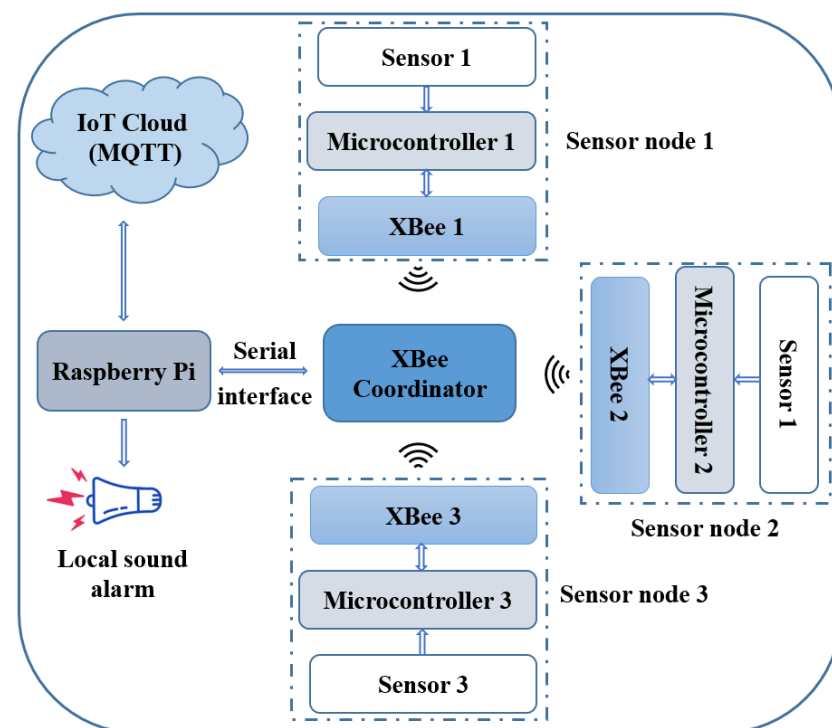 Sensor 1
Microcontroller 1
XBee 1
Sensor node 1
IoT Cloud
(MQTT)
Raspberry Pi
Serial
interface
XBee
Coordinator
XBee 2
Microcontroller 2
Sensor 1
Sensor node 2
Local sound
alarm
XBee 3
Microcontroller 3
Sensor 3
Sensor node 3